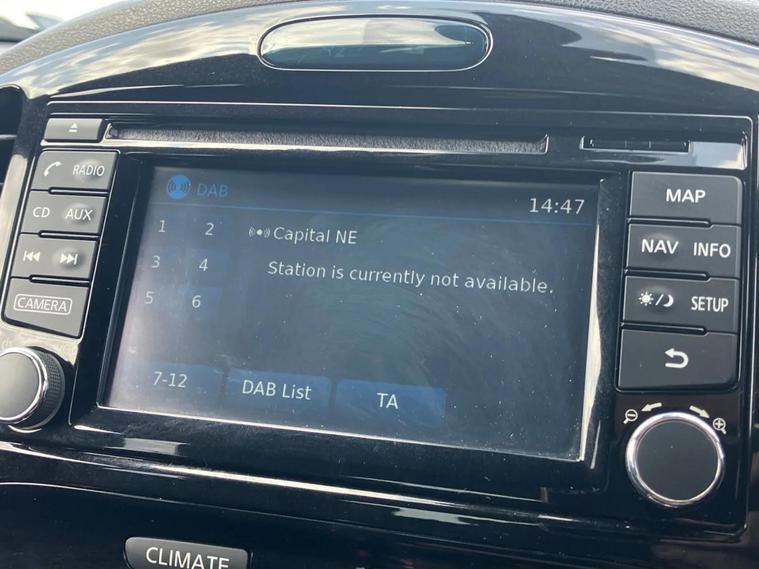 RADIO
CD AUX
CAMERA
DAB
14:47
1 2
Capital NE
3 4
Station is currently not available.
5 6
7-12
DAB List
TA
MAP
NAV INFO
SETUP
CLIMATE